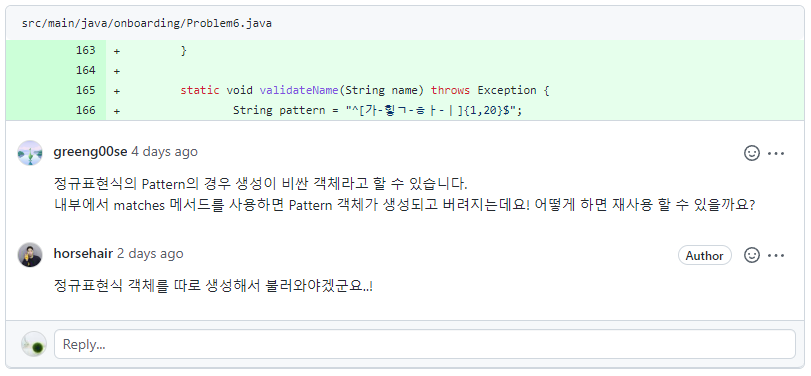 src/main/java/onboarding/Problem6.java
163 + }
164 +
165 + static void validateName(String name) throws Exception {
166 + String pattern = "^[가-힣ㄱ-ㅎㅏ-ㅣ]{1,20}$";
greeng00se 4 days ago
정규표현식의 Pattern의 경우 생성이 비싼 객체라고 할 수 있습니다.
내부에서 matches 메서드를 사용하면 Pattern 객체가 생성되고 버려지는데요! 어떻게 하면 재사용 할 수 있을까요?
horsehair 2 days ago Author
정규표현식 객체를 따로 생성해서 불러와야겠군요..!
Reply...